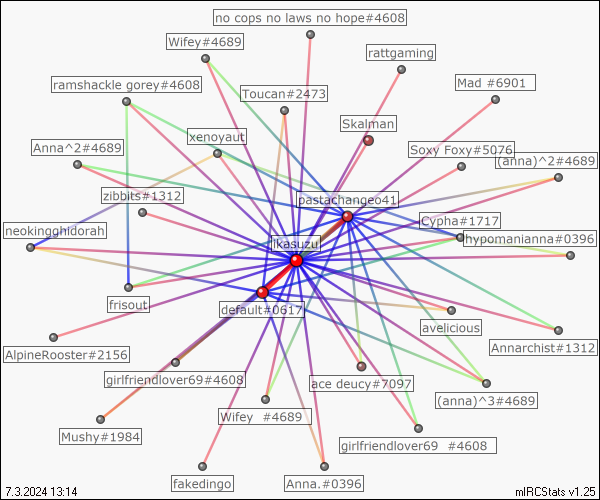 no cops no laws no hope#4608
Wifey#4689
rattgaming
ramshackle gorey#4608
Toucan#2473
Mad #6901
Skalman
xenoyaut
Anna^2#4689
Soxy Foxy#5076
(anna)^2#4689
zibbits#1312
pastachangeo41
Cypha#1717
neokingghidorah
ikasuzu
hypomaniaana#0396
frisout
default#0617
avelicious
Annarchist#1312
AlpineRooster#2156
girlfriendlover69#4608
ace deucy#7097
(anna)^3#4689
Wifey #4689
Mushy#1984
girlfriendlover69 #4608
fakedingo
Anna.#0396
7.3.2024 13:14
mIRCStats v1.25